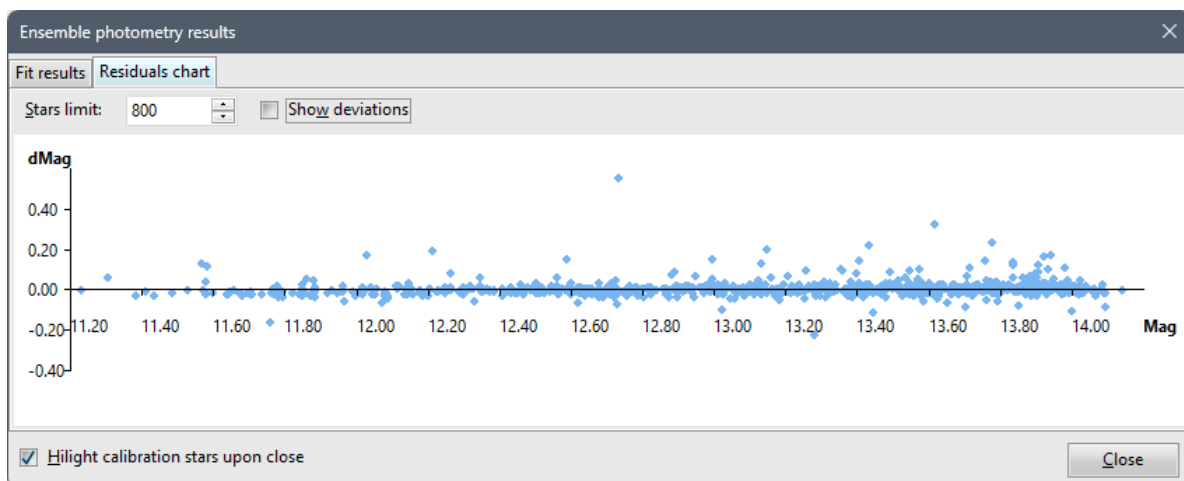 Ensemble photometry results
Fit results Residuals chart
Stars limit: 800 Show deviations
dMag
0.40
0.20
0.00
-0.20
-0.40
11.20 11.40 11.60 11.80 12.00 12.20 12.40 12.60 12.80 13.00 13.20 13.40 13.60 13.80 14.00 Mag
Hilight calibration stars upon close
Close